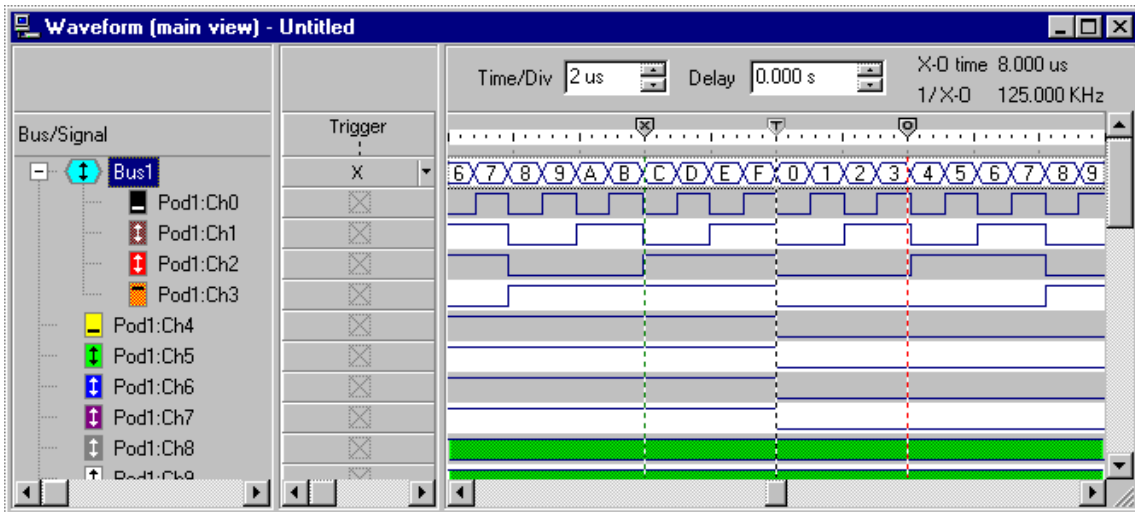 Waveform (main view) - Untitled
Time/Div 2 us Delay 0.000 s X-O time 8.000 us
1/X-O 125.000 KHz
Bus/Signal Trigger X T O
Bus1 X 6 7 8 9 A B C D E F 0 1 2 3 4 5 6 7 8 9
Pod1:Ch0
Pod1:Ch1
Pod1:Ch2
Pod1:Ch3
Pod1:Ch4
Pod1:Ch5
Pod1:Ch6
Pod1:Ch7
Pod1:Ch8
Pod1:Ch9